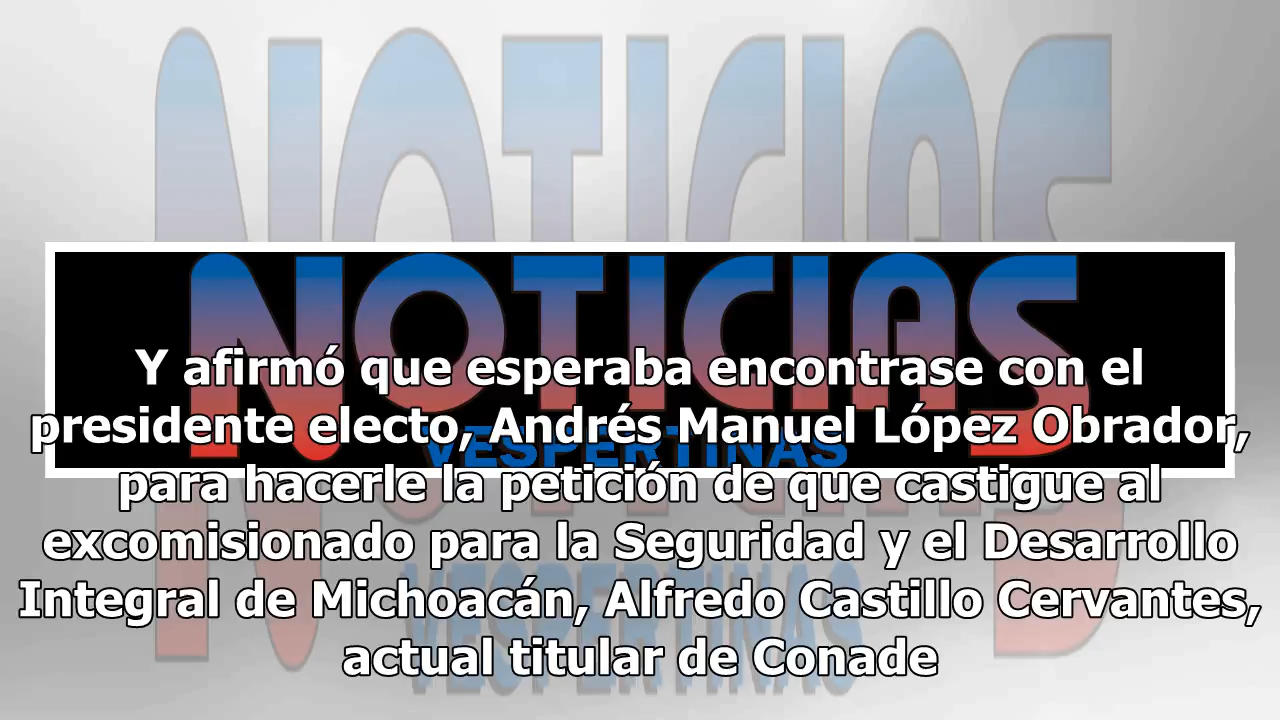 NOTICIAS
VESPERTINAS
NOTICIAS
VESPERTINAS
Y afirmó que esperaba encontrase con el
presidente electo, Andrés Manuel López Obrador,
para hacerle la petición de que castigue al
excomisionado para la Seguridad y el Desarrollo
Integral de Michoacán, Alfredo Castillo Cervantes,
actual titular de Conade